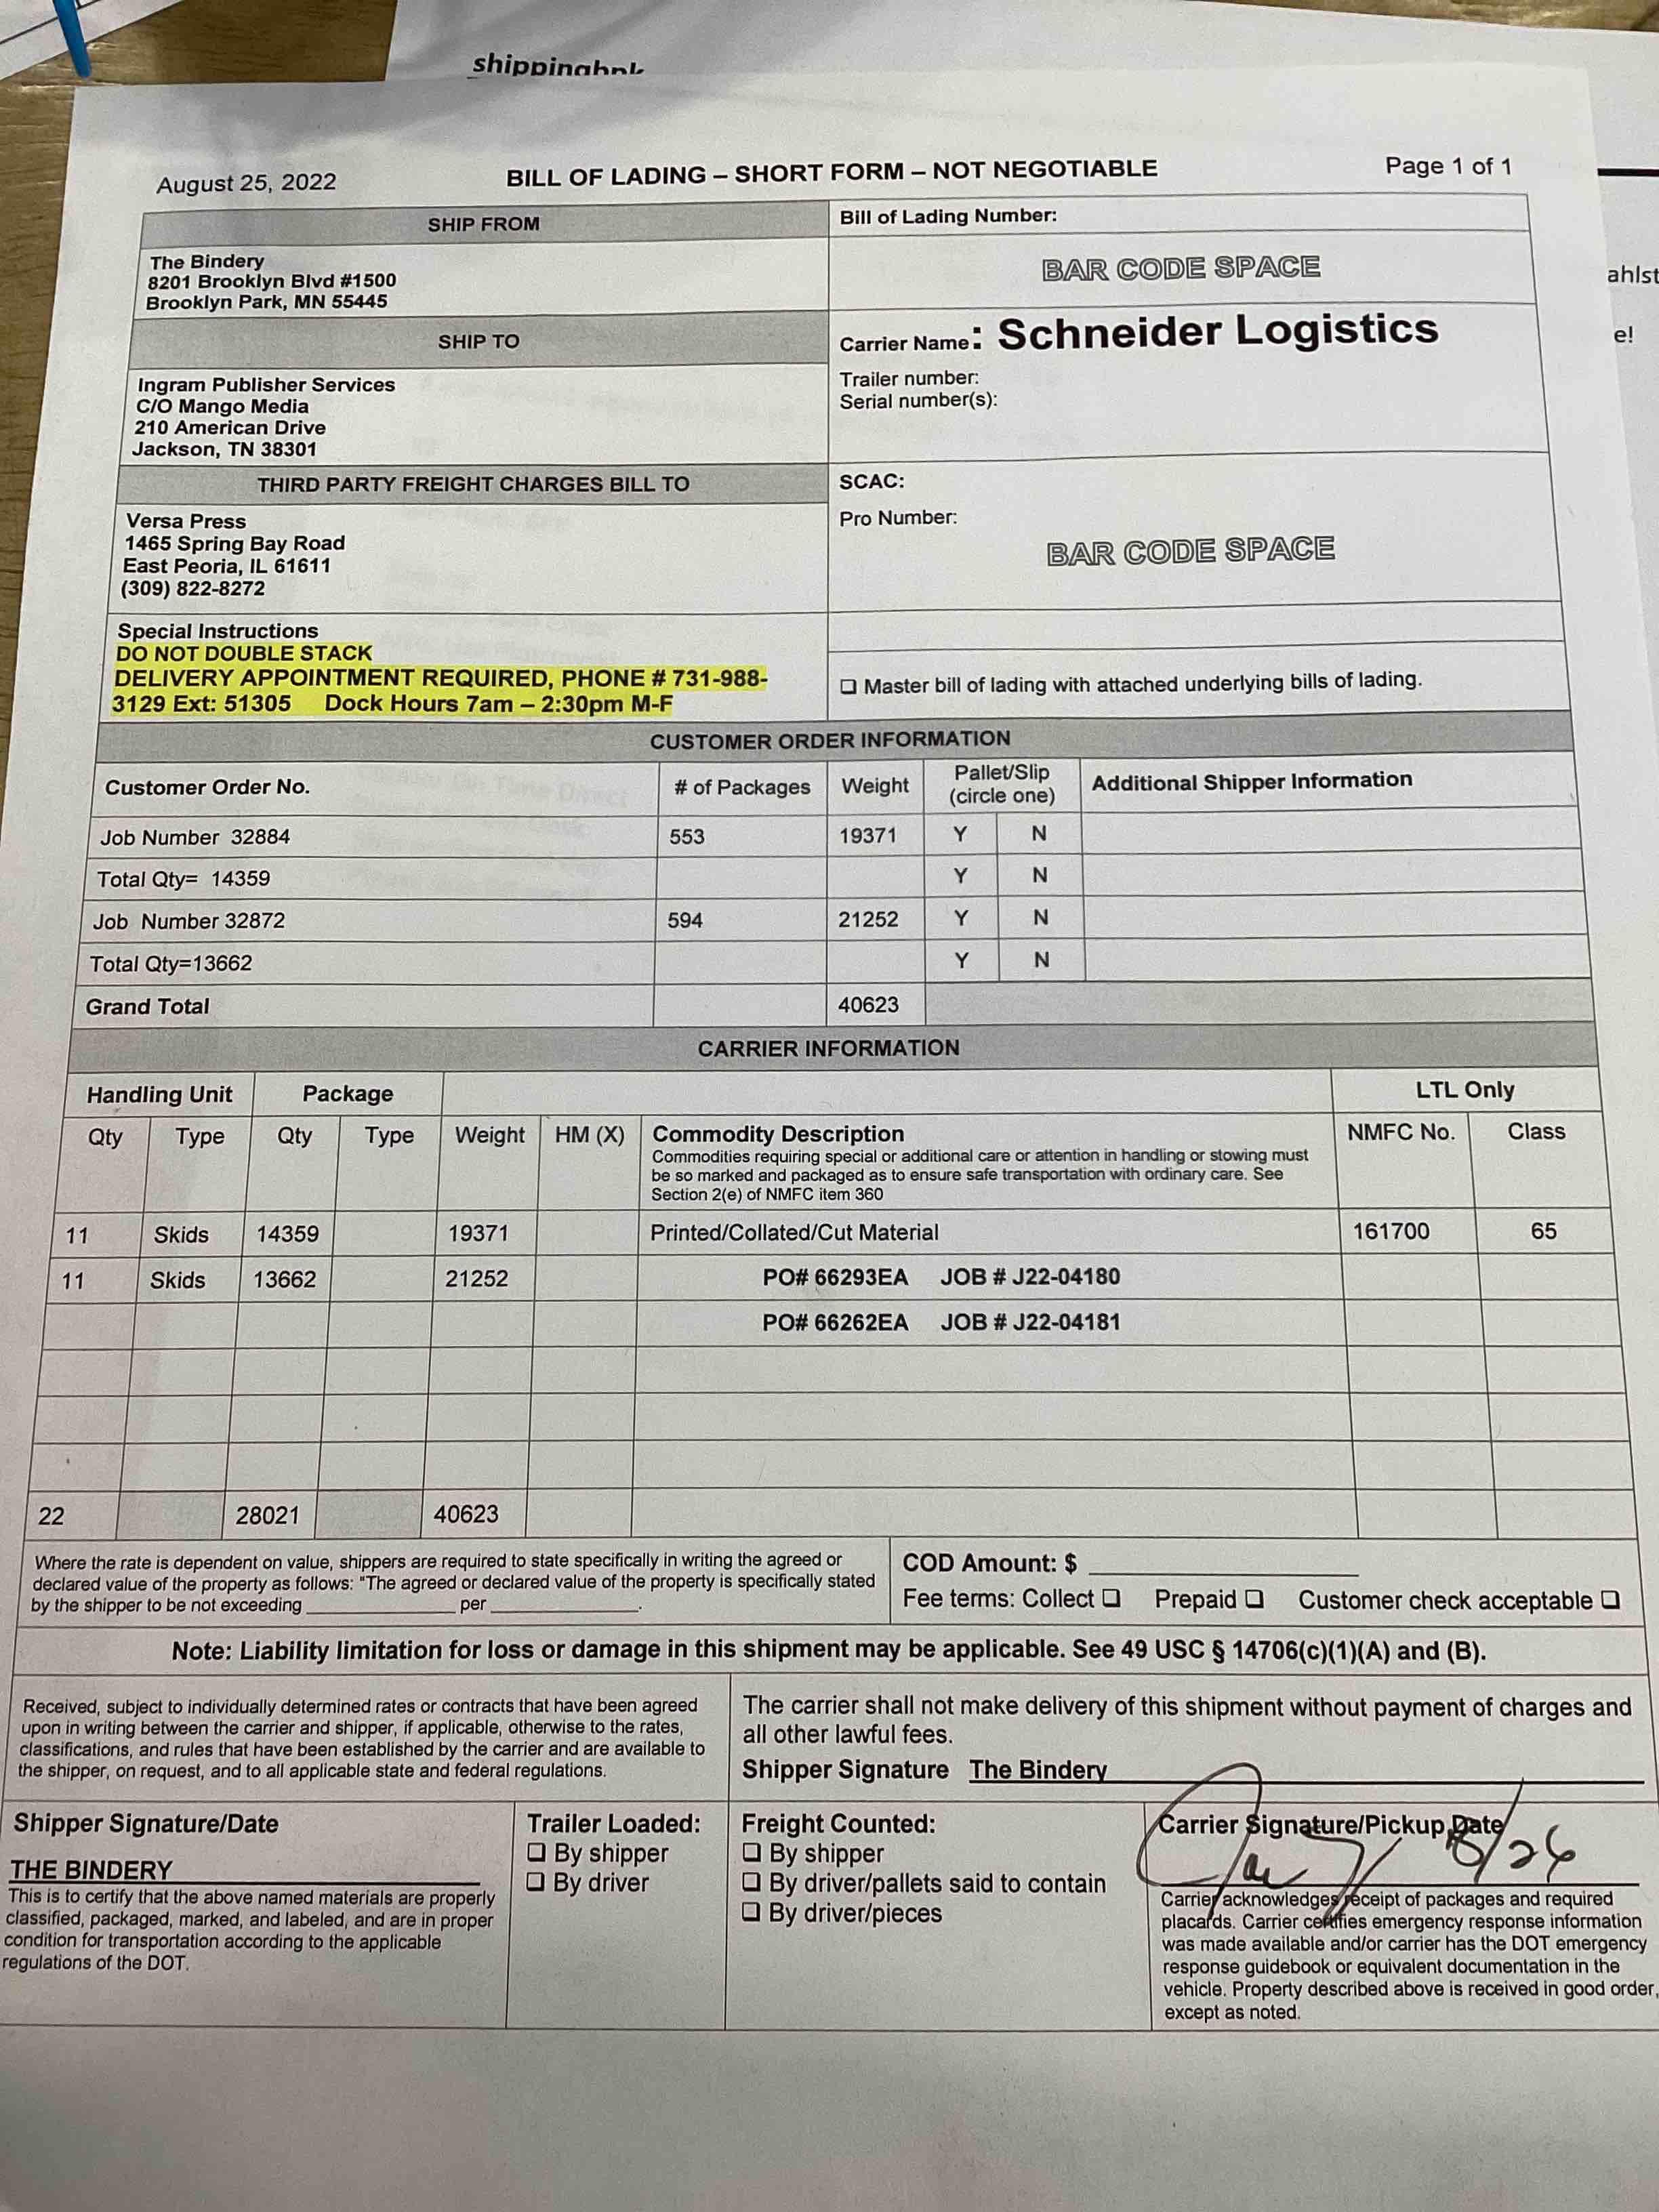 shippinghnk
August 25, 2022
BILL OF LADING – SHORT FORM – NOT NEGOTIABLE
Page 1 of 1
SHIP FROM
The Bindery
8201 Brooklyn Blvd #1500
Brooklyn Park, MN 55445
Bill of Lading Number:
BAR CODE SPACE
SHIP TO
Ingram Publisher Services
C/O Mango Media
210 American Drive
Jackson, TN 38301
Carrier Name: Schneider Logistics
Trailer number:
Serial number(s):
THIRD PARTY FREIGHT CHARGES BILL TO
Versa Press
1465 Spring Bay Road
East Peoria, IL 61611
(309) 822-8272
SCAC:
Pro Number:
BAR CODE SPACE
Special Instructions
DO NOT DOUBLE STACK
DELIVERY APPOINTMENT REQUIRED, PHONE # 731-988-
3129 Ext: 51305 Dock Hours 7am – 2:30pm M-F
❑ Master bill of lading with attached underlying bills of lading.
CUSTOMER ORDER INFORMATION
Customer Order No. # of Packages Weight Pallet/Slip (circle one) Additional Shipper Information
Job Number 32884 553 19371 Y N
Total Qty= 14359 Y N
Job Number 32872 594 21252 Y N
Total Qty=13662 Y N
Grand Total 40623
CARRIER INFORMATION
Handling Unit Package LTL Only
Qty Type Qty Type Weight HM (X) Commodity Description NMFC No. Class
Commodities requiring special or additional care or attention in handling or stowing must
be so marked and packaged as to ensure safe transportation with ordinary care. See
Section 2(e) of NMFC item 360
11 Skids 14359 19371 Printed/Collated/Cut Material 161700 65
11 Skids 13662 21252 PO# 66293EA JOB # J22-04180
PO# 66262EA JOB # J22-04181
22 28021 40623
Where the rate is dependent on value, shippers are required to state specifically in writing the agreed or
declared value of the property as follows: "The agreed or declared value of the property is specifically stated
by the shipper to be not exceeding ____ per ____.
COD Amount: $
Fee terms: Collect ❑ Prepaid ❑ Customer check acceptable ❑
Note: Liability limitation for loss or damage in this shipment may be applicable. See 49 USC § 14706(c)(1)(A) and (B).
Received, subject to individually determined rates or contracts that have been agreed
upon in writing between the carrier and shipper, if applicable, otherwise to the rates,
classifications, and rules that have been established by the carrier and are available to
the shipper, on request, and to all applicable state and federal regulations.
The carrier shall not make delivery of this shipment without payment of charges and
all other lawful fees.
Shipper Signature The Bindery
Shipper Signature/Date
THE BINDERY
This is to certify that the above named materials are properly
classified, packaged, marked, and labeled, and are in proper
condition for transportation according to the applicable
regulations of the DOT.
Trailer Loaded:
❑ By shipper
❑ By driver
Freight Counted:
❑ By shipper
❑ By driver/pallets said to contain
❑ By driver/pieces
Carrier Signature/Pickup Date
8/26
Carrier acknowledges receipt of packages and required
placards. Carrier certifies emergency response information
was made available and/or carrier has the DOT emergency
response guidebook or equivalent documentation in the
vehicle. Property described above is received in good order,
except as noted.
ahlst
e!